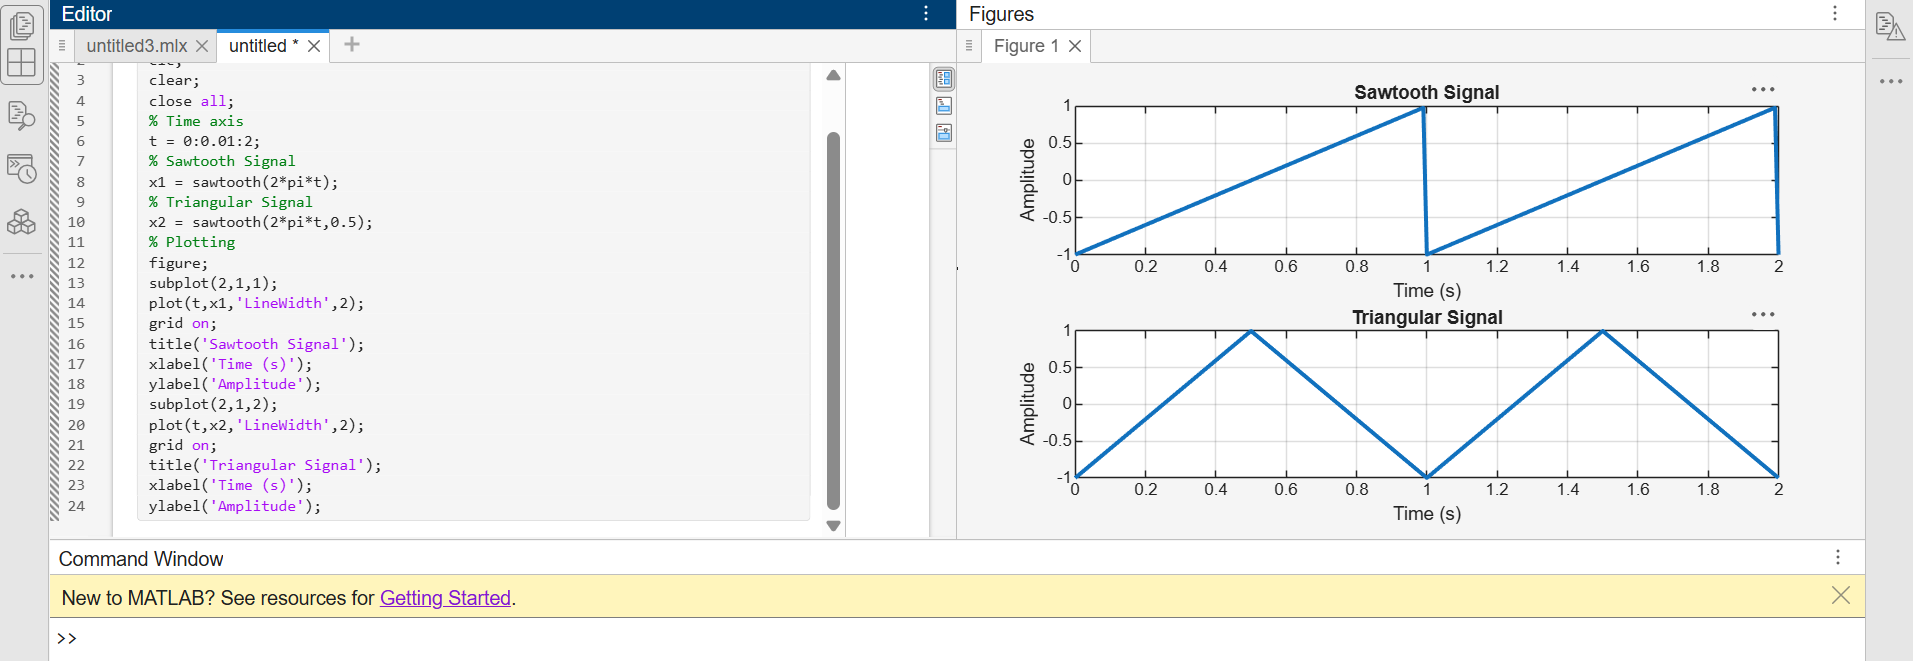 Editor
untitled3.mlx
untitled *
2 clc;
3 clear;
4 close all;
5 % Time axis
6 t = 0:0.01:2;
7 % Sawtooth Signal
8 x1 = sawtooth(2*pi*t);
9 % Triangular Signal
10 x2 = sawtooth(2*pi*t,0.5);
11 % Plotting
12 figure;
13 subplot(2,1,1);
14 plot(t,x1,'LineWidth',2);
15 grid on;
16 title('Sawtooth Signal');
17 xlabel('Time (s)');
18 ylabel('Amplitude');
19 subplot(2,1,2);
20 plot(t,x2,'LineWidth',2);
21 grid on;
22 title('Triangular Signal');
23 xlabel('Time (s)');
24 ylabel('Amplitude');
Figures
Figure 1
Sawtooth Signal
Amplitude
1
0.5
0
-0.5
-1
0 0.2 0.4 0.6 0.8 1 1.2 1.4 1.6 1.8 2
Time (s)
Triangular Signal
Amplitude
1
0.5
0
-0.5
-1
0 0.2 0.4 0.6 0.8 1 1.2 1.4 1.6 1.8 2
Time (s)
Command Window
New to MATLAB? See resources for Getting Started.
>>